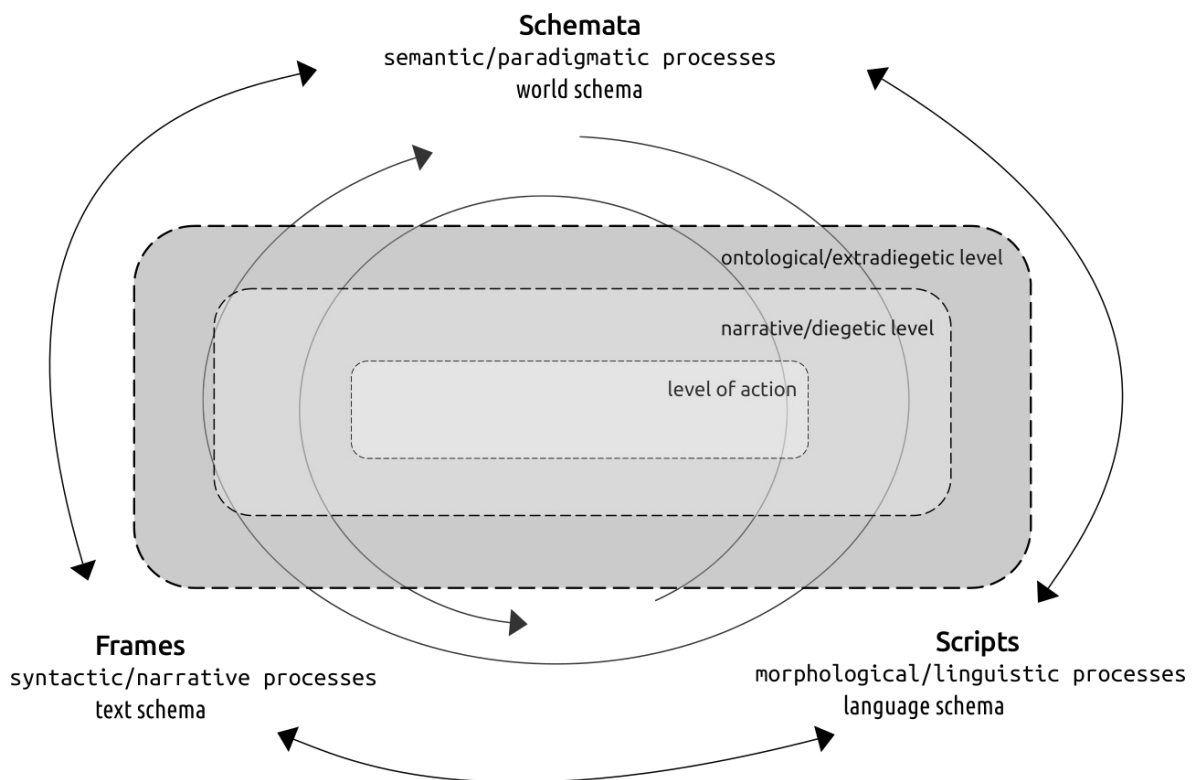 Schemata
semantic/paradigmatic processes
world schema
ontological/extradiegetic level
narrative/diegetic level
level of action
Frames
syntactic/narrative processes
text schema
Scripts
morphological/linguistic processes
language schema